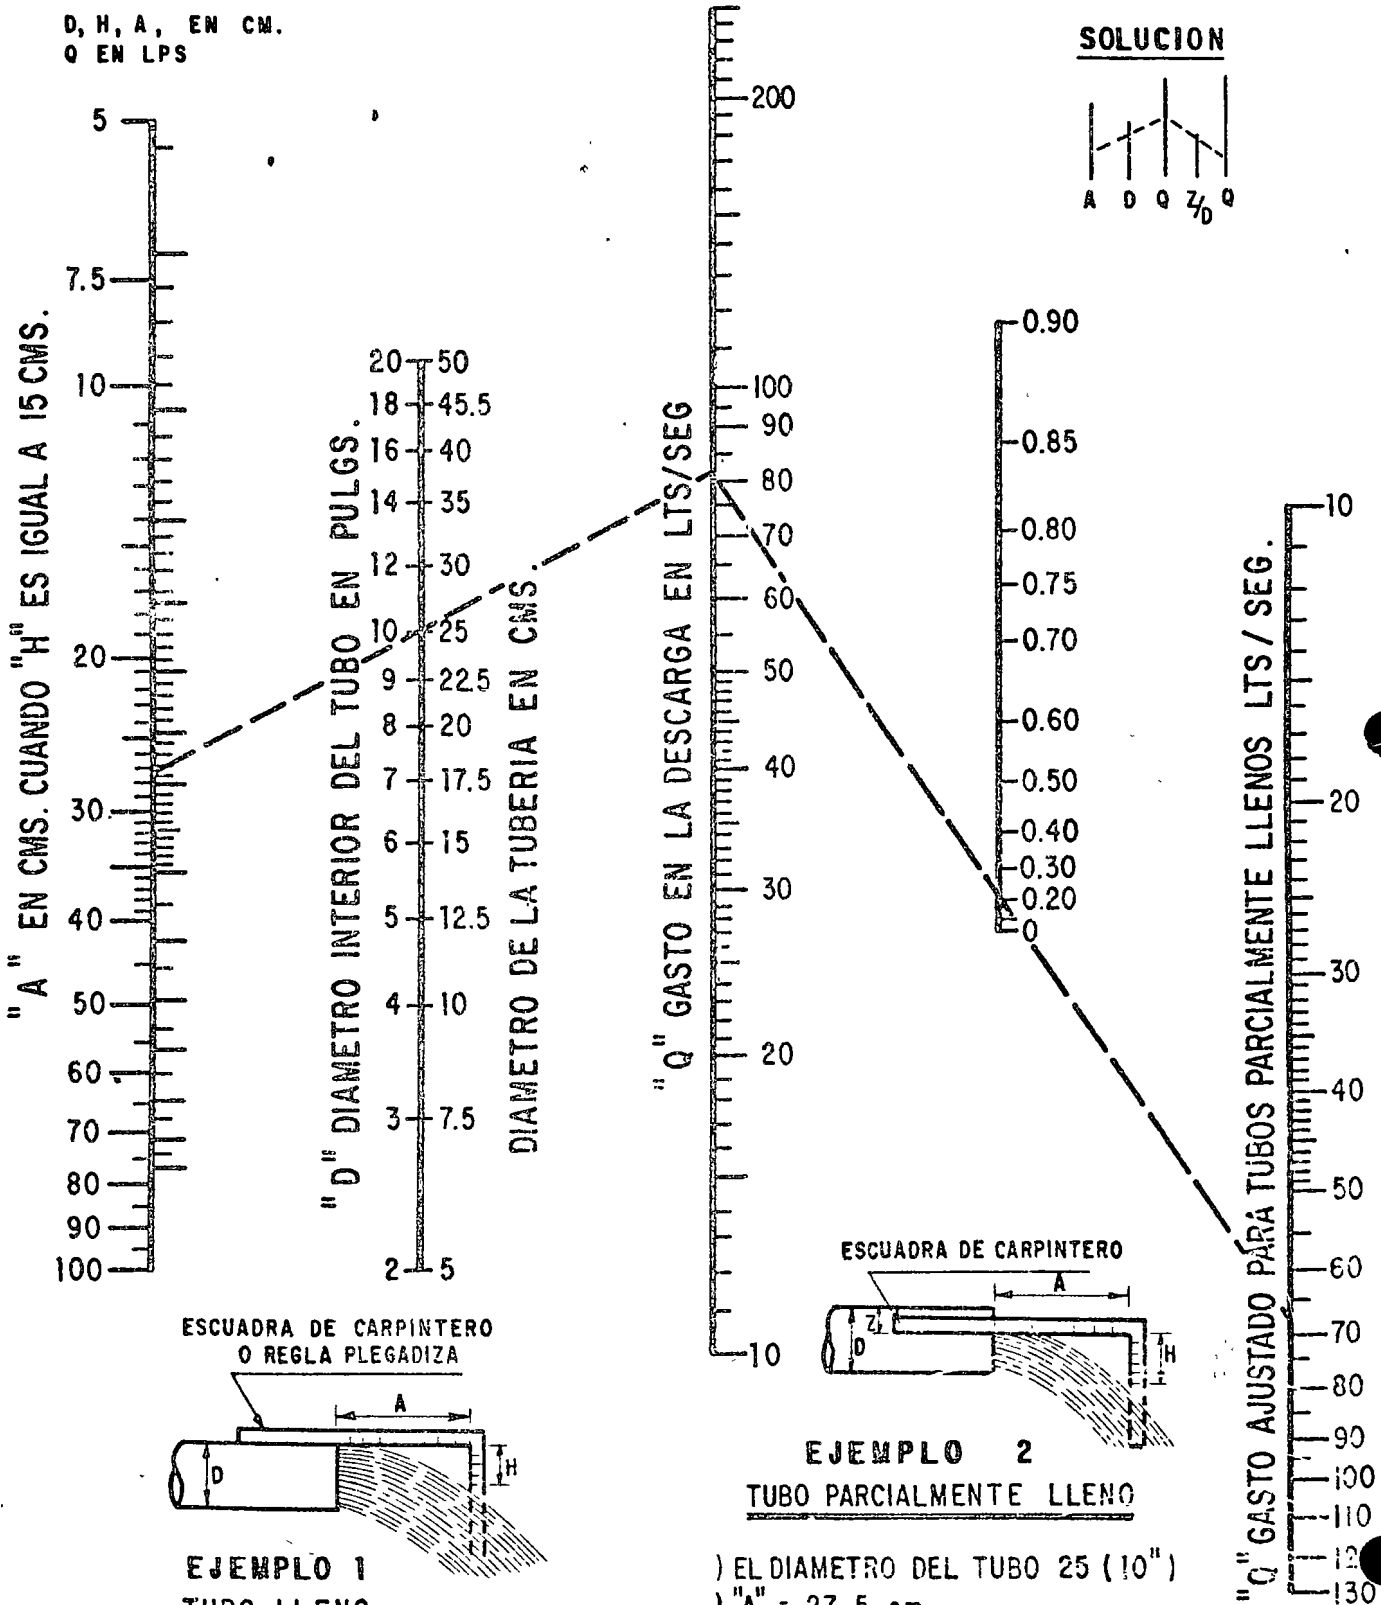 D, H, A, EN CM.
Q EN LPS
SOLUCION
A D Q Z/D Q
"A" EN CMS. CUANDO "H" ES IGUAL A 15 CMS.
5
7.5
10
20
30
40
50
60
70
80
90
100
"D" DIAMETRO INTERIOR DEL TUBO EN PULGS.
20 50
18 45.5
16 40
14 35
12 30
10 25
9 22.5
8 20
7 17.5
6 15
5 12.5
4 10
3 7.5
2 5
DIAMETRO DE LA TUBERIA EN CMS
"Q" GASTO EN LA DESCARGA EN LTS/SEG
200
100
90
80
70
60
50
40
30
20
10
0.90
0.85
0.80
0.75
0.70
0.60
0.50
0.40
0.30
0.20
0
"Q" GASTO AJUSTADO PARA TUBOS PARCIALMENTE LLENOS LTS/SEG.
10
20
30
40
50
60
70
80
90
100
110
130
ESCUADRA DE CARPINTERO
O REGLA PLEGADIZA
A
D
H
EJEMPLO 1
TUBO LLENO
ESCUADRA DE CARPINTERO
A
Z
D
H
EJEMPLO 2
TUBO PARCIALMENTE LLENO
) EL DIAMETRO DEL TUBO 25 (10")
) "A" = 27.5 cm